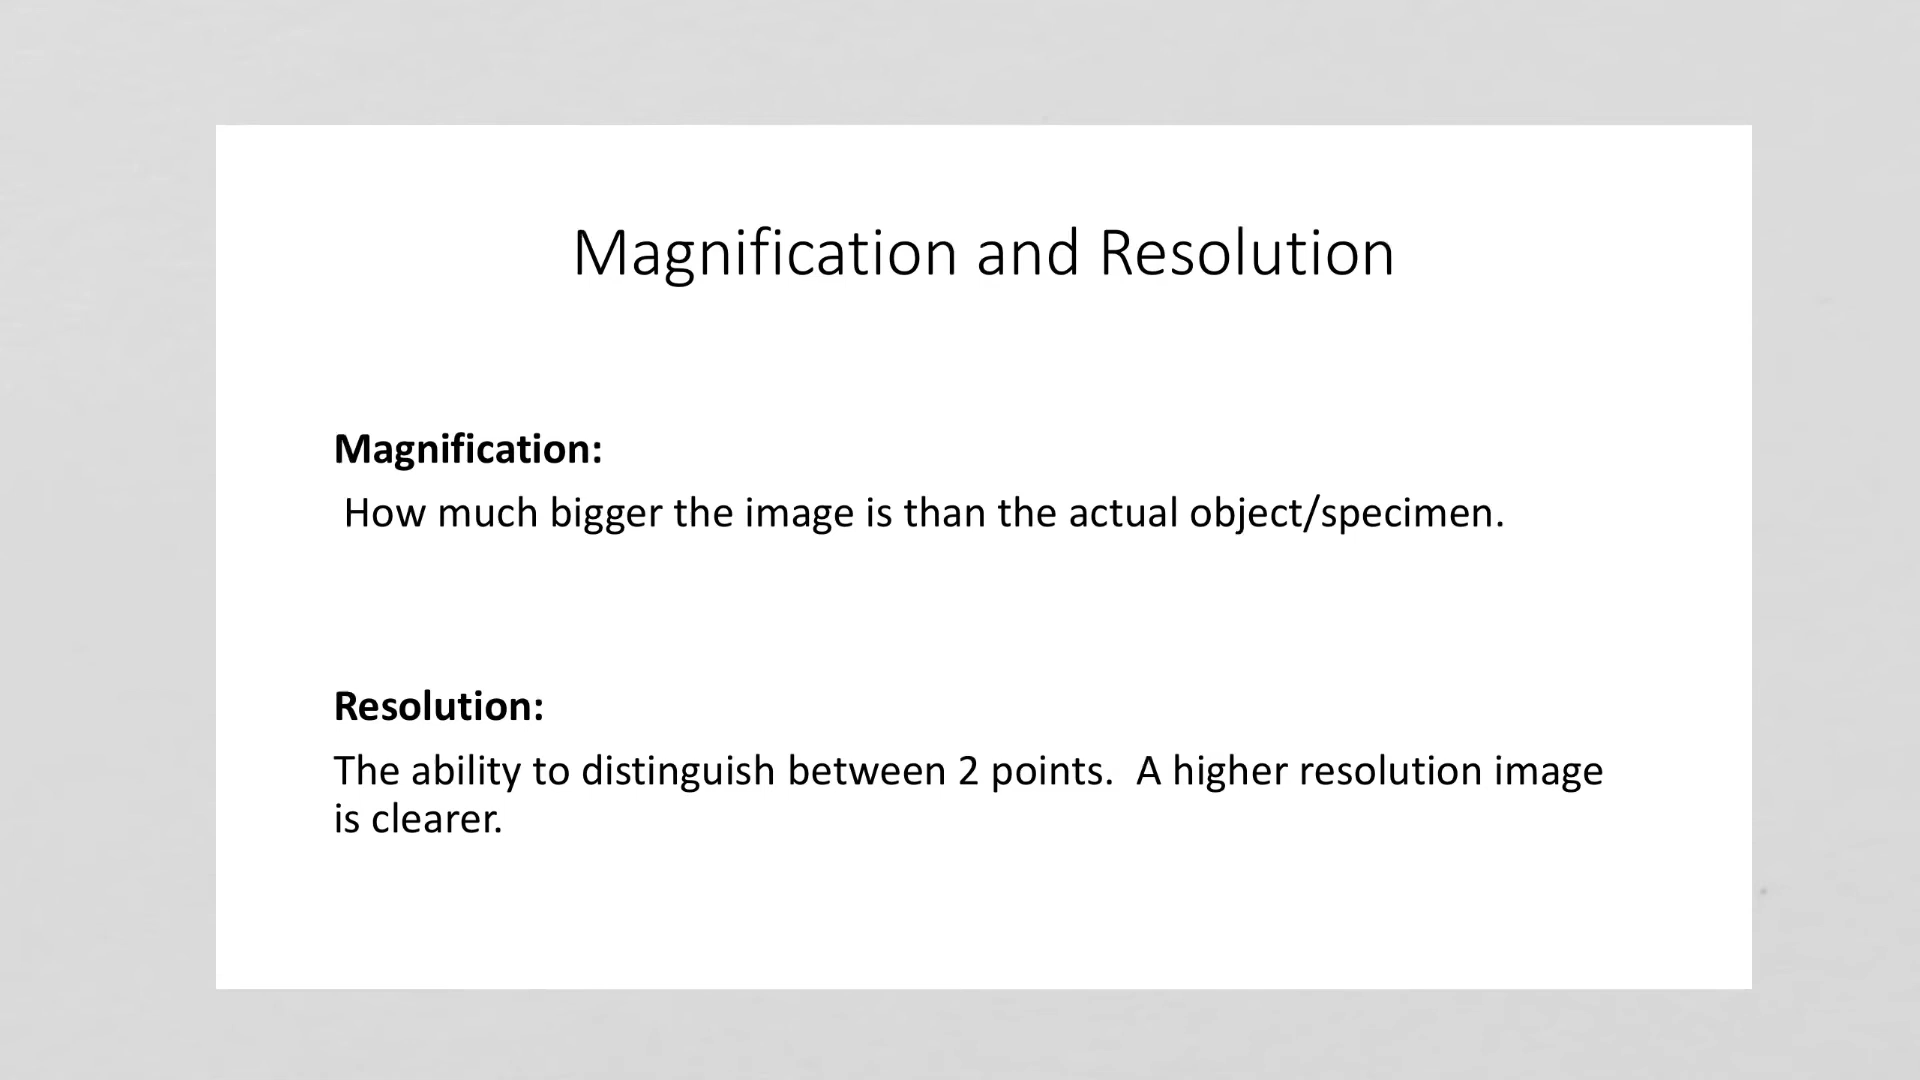 Magnification and Resolution
Magnification:
How much bigger the image is than the actual object/specimen.
Resolution:
The ability to distinguish between 2 points.  A higher resolution image
is clearer.